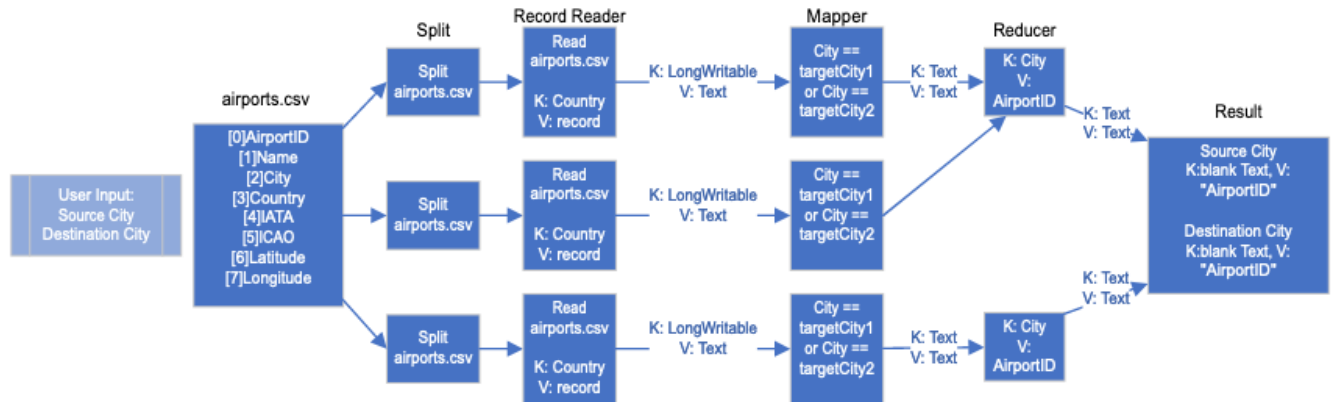 Split
Record Reader
Mapper
Reducer
Result
airports.csv
User Input:
Source City
Destination City
[0]AirportID
[1]Name
[2]City
[3]Country
[4]IATA
[5]ICAO
[6]Latitude
[7]Longitude
Split
airports.csv
Read
airports.csv
K: Country
V: record
K: LongWritable
V: Text
City ==
targetCity1
or City ==
targetCity2
K: Text
V: Text
K: City
V:
AirportID
K: Text
V: Text
Split
airports.csv
Read
airports.csv
K: Country
V: record
K: LongWritable
V: Text
City ==
targetCity1
or City ==
targetCity2
Split
airports.csv
Read
airports.csv
K: Country
V: record
K: LongWritable
V: Text
City ==
targetCity1
or City ==
targetCity2
K: Text
V: Text
K: City
V:
AirportID
K: Text
V: Text
Source City
K:blank Text, V:
"AirportID"
Destination City
K:blank Text, V:
"AirportID"